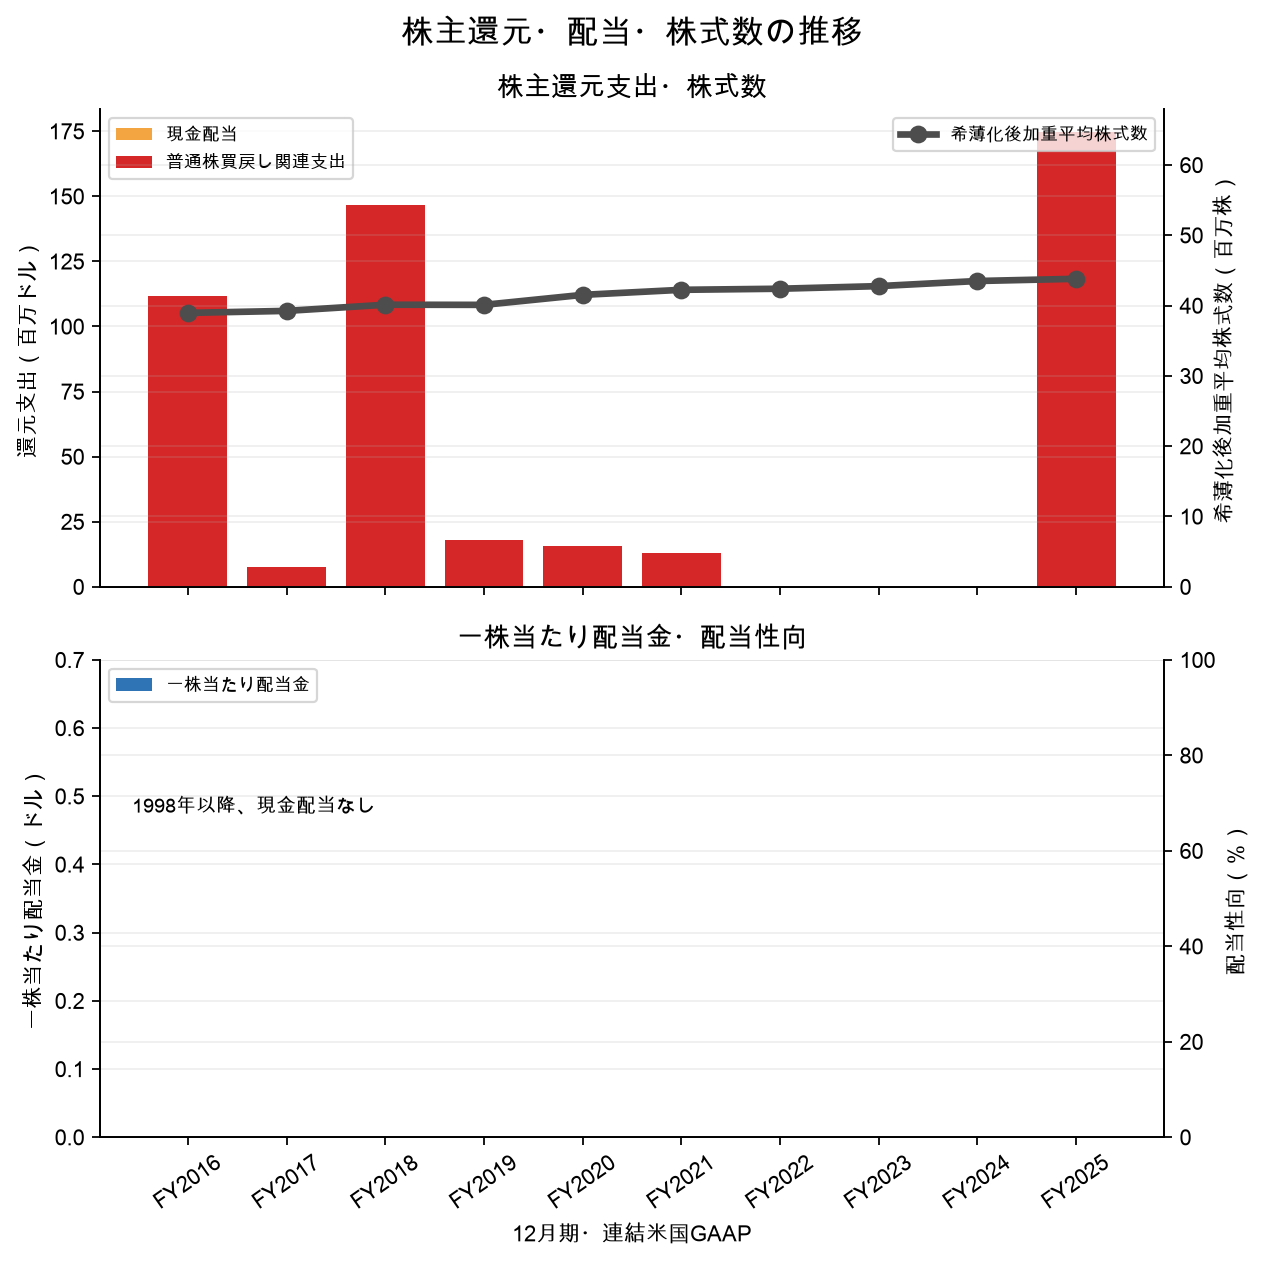 株主還元・配当・株式数の推移
株主還元支出・株式数
現金配当
普通株買戻し関連支出
希薄化後加重平均株式数
175
150
125
100
75
50
25
0
還元支出(百万ドル)
60
50
40
30
20
10
0
希薄化後加重平均株式数(百万株)
一株当たり配当金・配当性向
一株当たり配当金
1998年以降、現金配当なし
0.7
0.6
0.5
0.4
0.3
0.2
0.1
0.0
一株当たり配当金(ドル)
100
80
60
40
20
0
配当性向(%)
FY2016
FY2017
FY2018
FY2019
FY2020
FY2021
FY2022
FY2023
FY2024
FY2025
12月期・連結米国GAAP